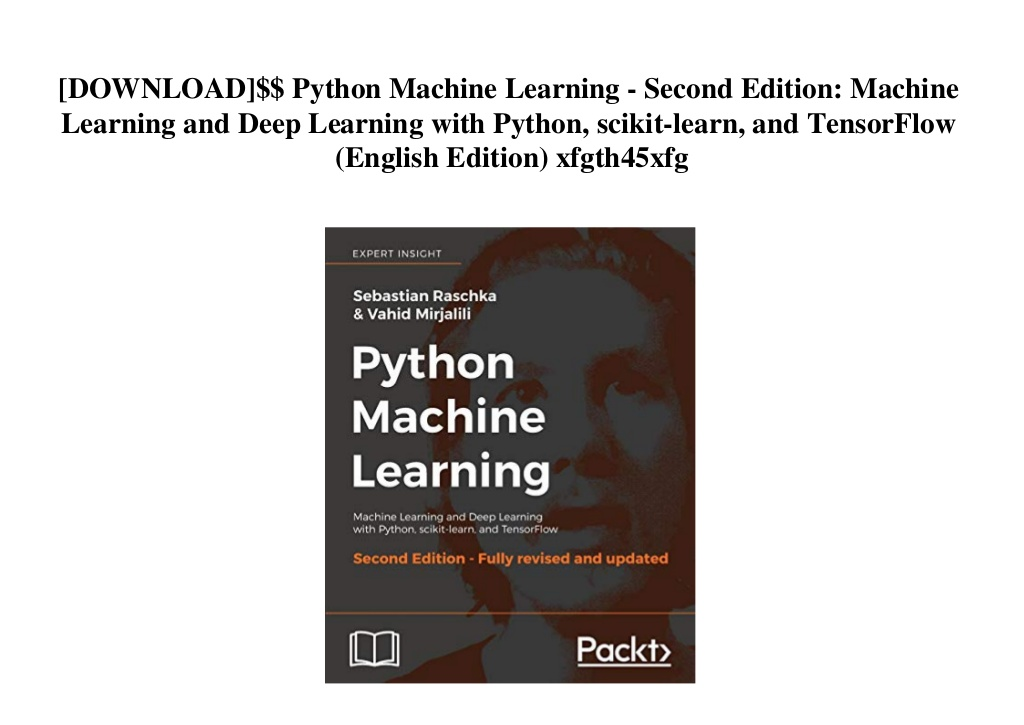 [DOWNLOAD]$$ Python Machine Learning - Second Edition: Machine
Learning and Deep Learning with Python, scikit-learn, and TensorFlow
(English Edition) xfgth45xfg
EXPERT INSIGHT
Sebastian Raschka
& Vahid Mirjalili
Python
Machine
Learning
Machine Learning and Deep Learning
with Python, scikit-learn, and TensorFlow
Second Edition - Fully revised and updated
Packt>